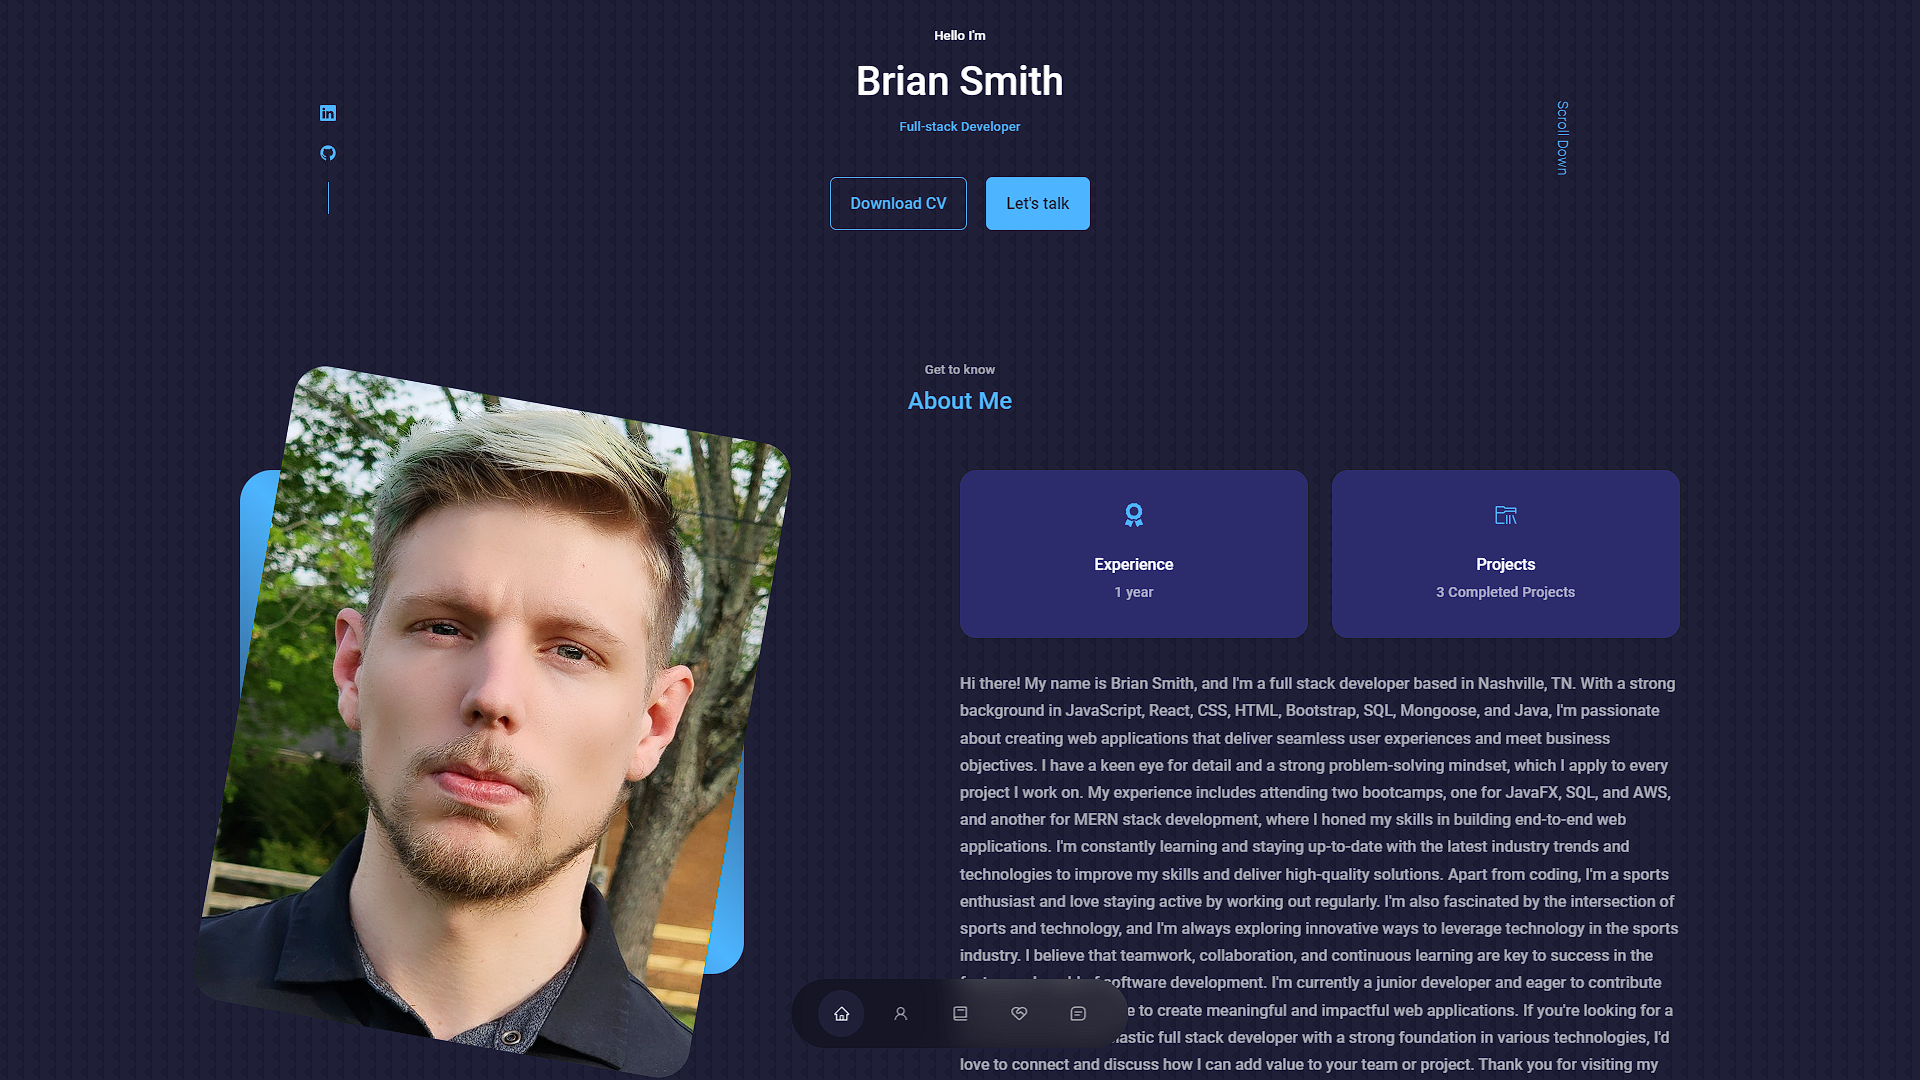 Hello I'm
Brian Smith
Full-stack Developer
Download CV
Let's talk
Scroll Down
Get to know
About Me
Experience
1 year
Projects
3 Completed Projects
Hi there! My name is Brian Smith, and I'm a full stack developer based in Nashville, TN. With a strong
background in JavaScript, React, CSS, HTML, Bootstrap, SQL, Mongoose, and Java, I'm passionate
about creating web applications that deliver seamless user experiences and meet business
objectives. I have a keen eye for detail and a strong problem-solving mindset, which I apply to every
project I work on. My experience includes attending two bootcamps, one for JavaFX, SQL, and AWS,
and another for MERN stack development, where I honed my skills in building end-to-end web
applications. I'm constantly learning and staying up-to-date with the latest industry trends and
technologies to improve my skills and deliver high-quality solutions. Apart from coding, I'm a sports
enthusiast and love staying active by working out regularly. I'm also fascinated by the intersection of
sports and technology, and I'm always exploring innovative ways to leverage technology in the sports
industry. I believe that teamwork, collaboration, and continuous learning are key to success in the
software development. I'm currently a junior developer and eager to contribute
to create meaningful and impactful web applications. If you're looking for a
full stack developer with a strong foundation in various technologies, I'd
love to connect and discuss how I can add value to your team or project. Thank you for visiting my